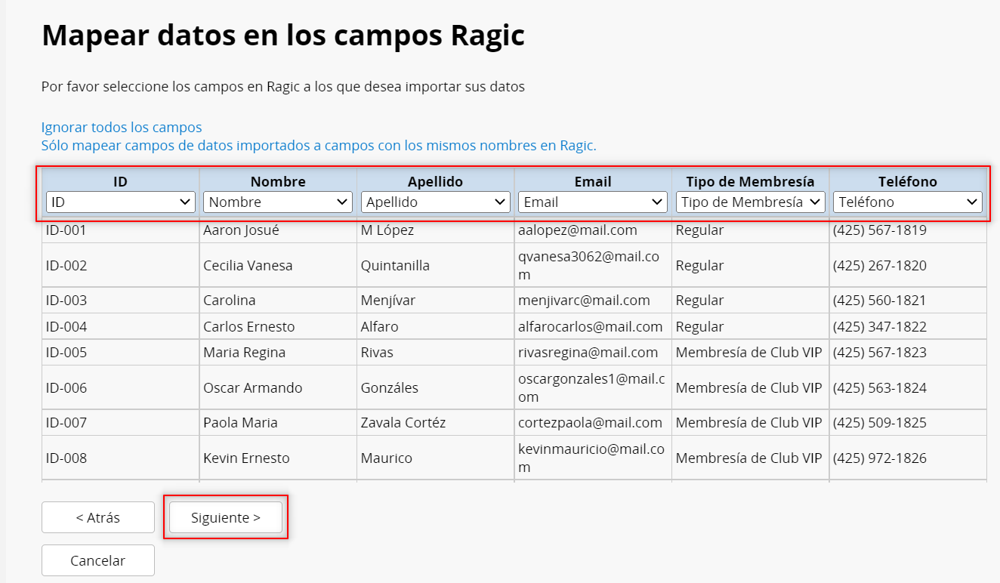 Mapear datos en los campos Ragic
Por favor seleccione los campos en Ragic a los que desea importar sus datos
Ignorar todos los campos
Sólo mapear campos de datos importados a campos con los mismos nombres en Ragic.
ID Nombre Apellido Email Tipo de Membresía Teléfono
ID Nombre Apellido Email Tipo de Membresía Teléfono
ID-001 Aaron Josué M López aalopez@mail.com Regular (425) 567-1819
ID-002 Cecilia Vanesa Quintanilla qvanesa3062@mail.co
m Regular (425) 267-1820
ID-003 Carolina Menjívar menjivarc@mail.com Regular (425) 560-1821
ID-004 Carlos Ernesto Alfaro alfarocarlos@mail.com Regular (425) 347-1822
ID-005 Maria Regina Rivas rivasregina@mail.com Membresía de Club VIP (425) 567-1823
ID-006 Oscar Armando Gonzáles oscargonzales1@mail.c
om Membresía de Club VIP (425) 563-1824
ID-007 Paola Maria Zavala Cortéz cortezpaola@mail.com Membresía de Club VIP (425) 509-1825
ID-008 Kevin Ernesto Maurico kevinmauricio@mail.co
m Membresía de Club VIP (425) 972-1826
< Atrás Siguiente >
Cancelar